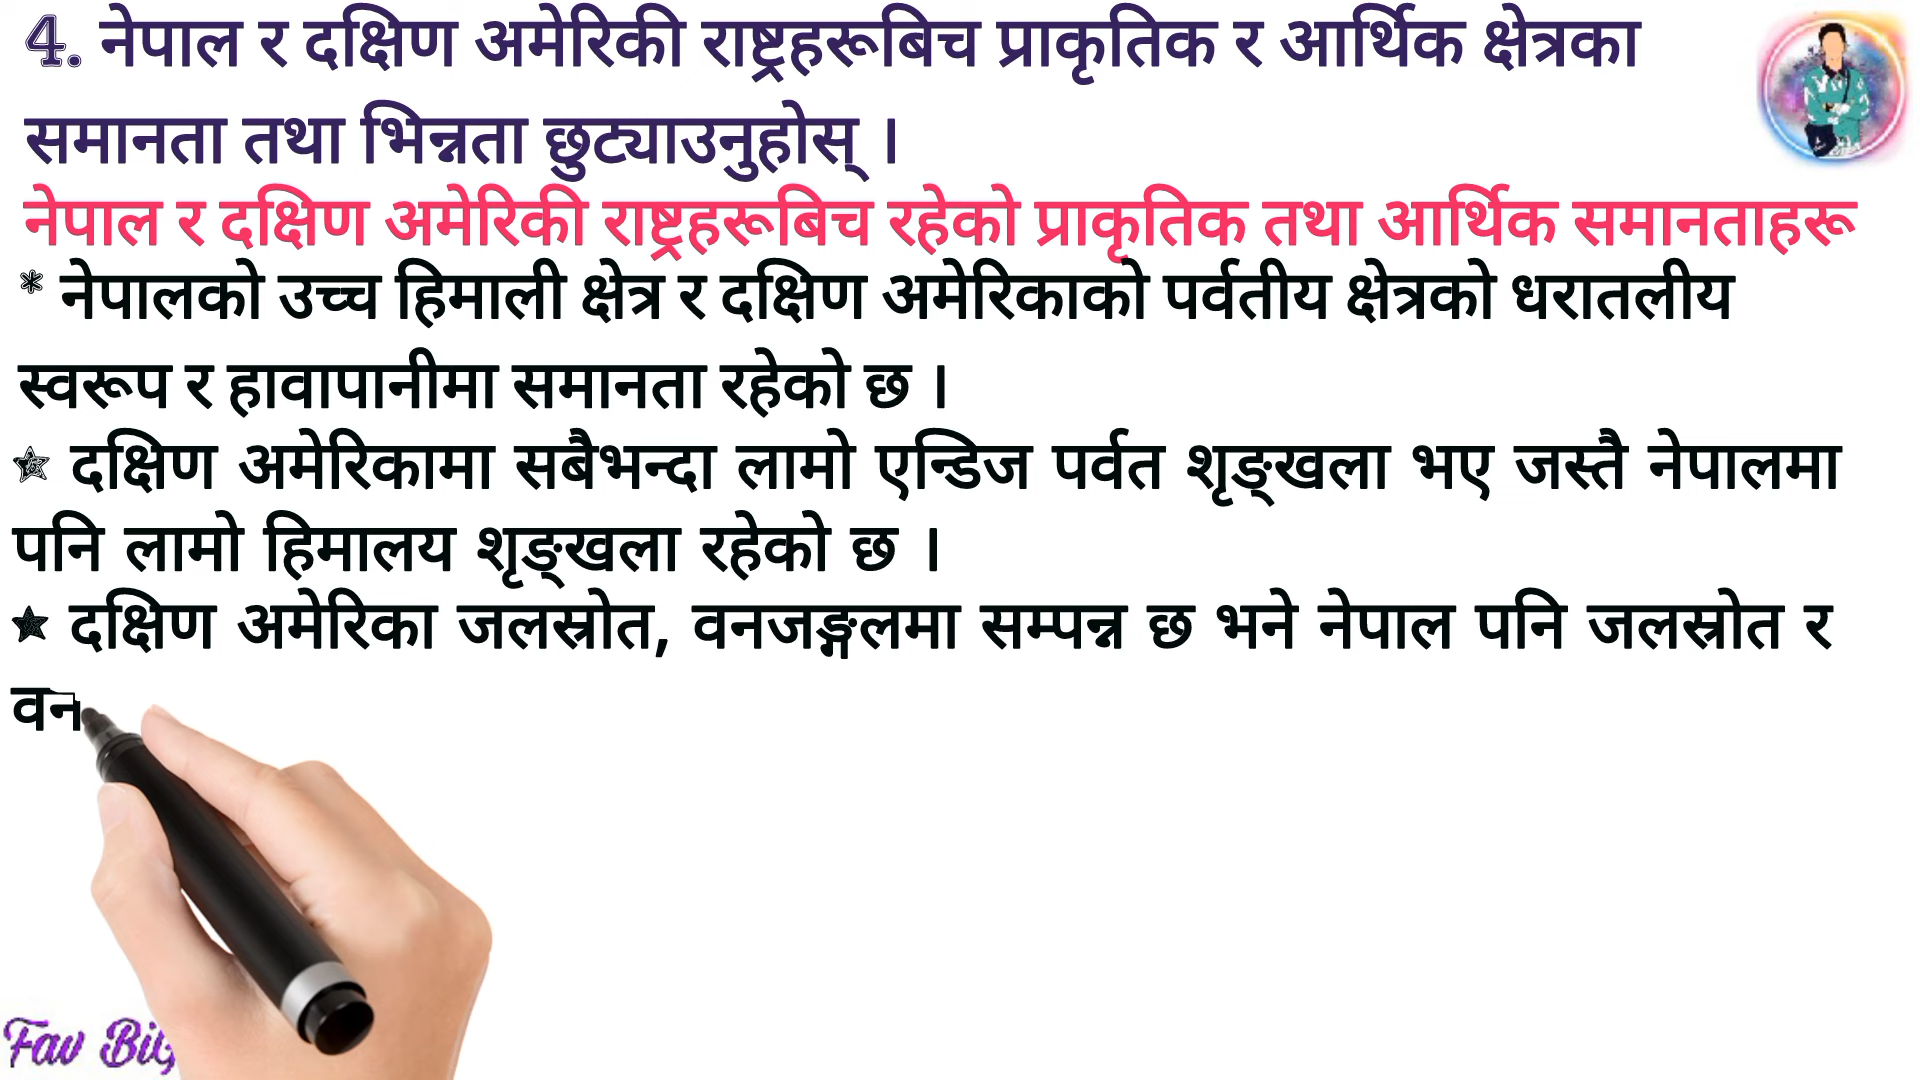 4. नेपाल र दक्षिण अमेरिकी राष्ट्रहरूबिच प्राकृतिक र आर्थिक क्षेत्रका
समानता तथा भिन्नता छुट्याउनुहोस् ।
नेपाल र दक्षिण अमेरिकी राष्ट्रहरूबिच रहेको प्राकृतिक तथा आर्थिक समानताहरू
* नेपालको उच्च हिमाली क्षेत्र र दक्षिण अमेरिकाको पर्वतीय क्षेत्रको धरातलीय
स्वरूप र हावापानीमा समानता रहेको छ ।
★ दक्षिण अमेरिकामा सबैभन्दा लामो एन्डिज पर्वत शृङ्खला भए जस्तै नेपालमा
पनि लामो हिमालय शृङ्खला रहेको छ ।
★ दक्षिण अमेरिका जलस्रोत, वनजङ्गलमा सम्पन्न छ भने नेपाल पनि जलस्रोत र
वन
Fav